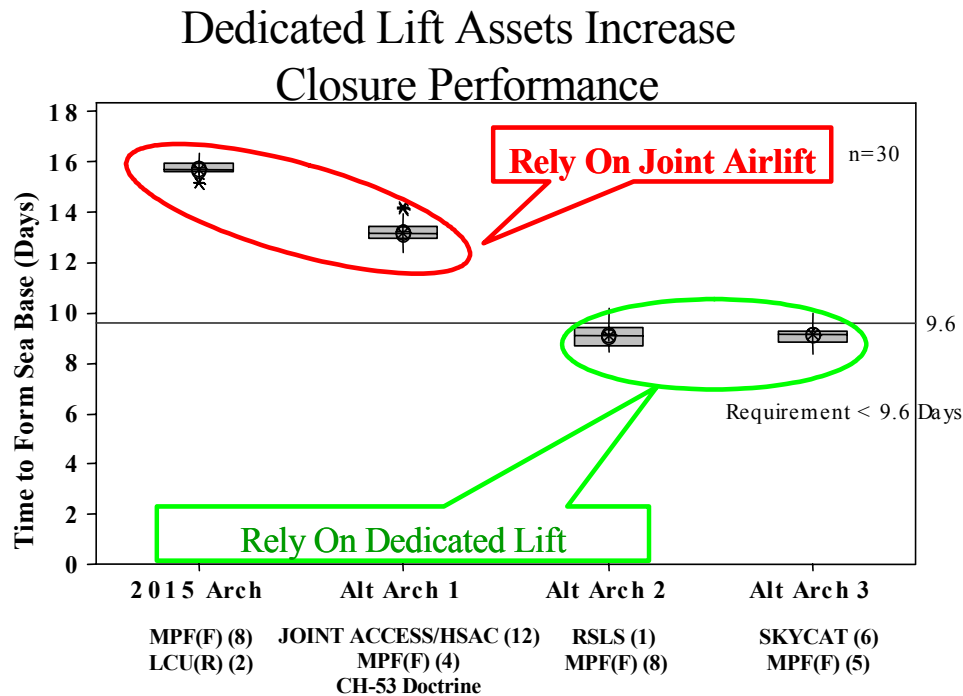 Dedicated Lift Assets Increase
Closure Performance
Time to Form Sea Base (Days)
18
16
14
12
10
8
6
4
2
0
Rely On Joint Airlift
n=30
9.6
Requirement < 9.6 Days
Rely On Dedicated Lift
2015 Arch
Alt Arch 1
Alt Arch 2
Alt Arch 3
MPF(F) (8)
LCU(R) (2)
JOINT ACCESS/HSAC (12)
MPF(F) (4)
CH-53 Doctrine
RSLS (1)
MPF(F) (8)
SKYCAT (6)
MPF(F) (5)